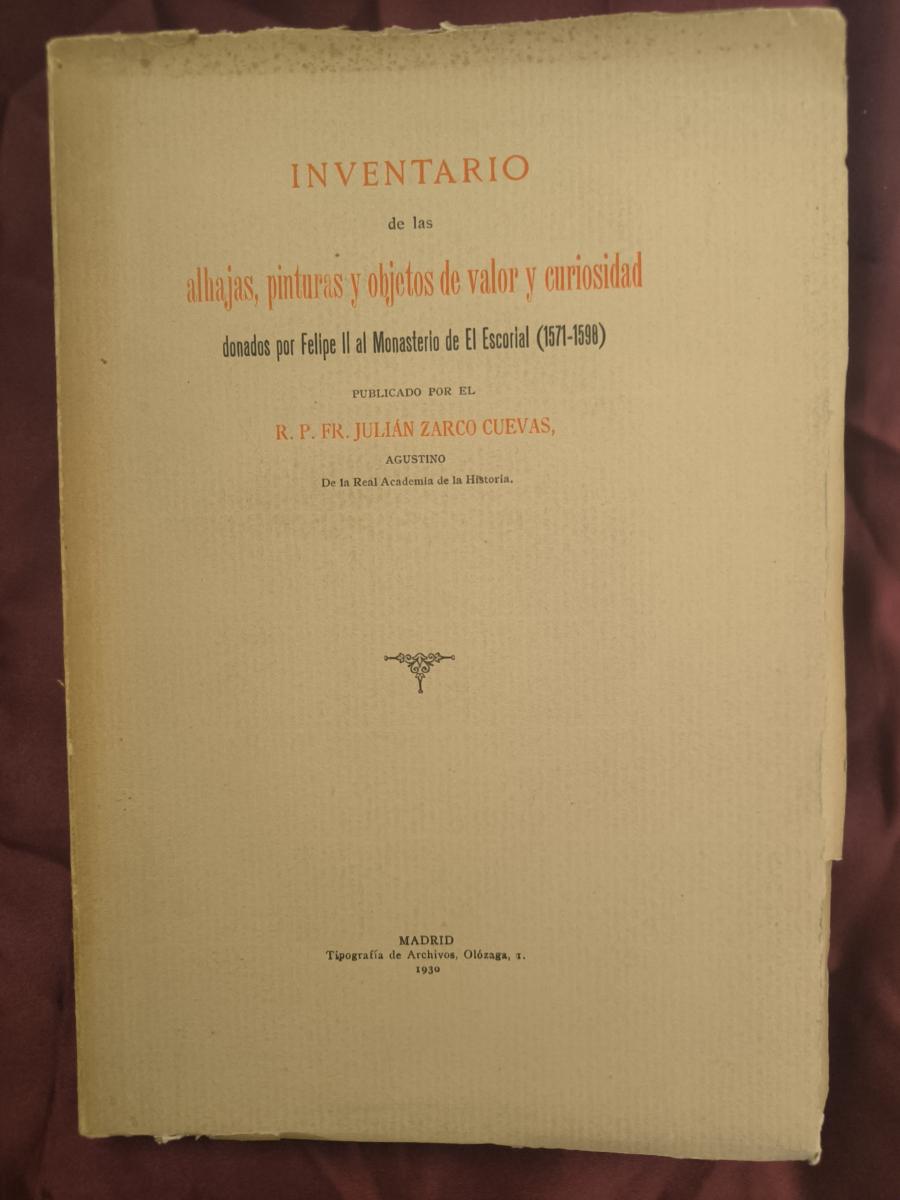 INVENTARIO
de las
alhajas, pinturas y objetos de valor y curiosidad
donados por Felipe II al Monasterio de El Escorial (1571-1598)
PUBLICADO POR EL
R. P. FR. JULIÁN ZARCO CUEVAS,
AGUSTINO
De la Real Academia de la Historia.
MADRID
Tipografía de Archivos, Olózaga, 1.
1930